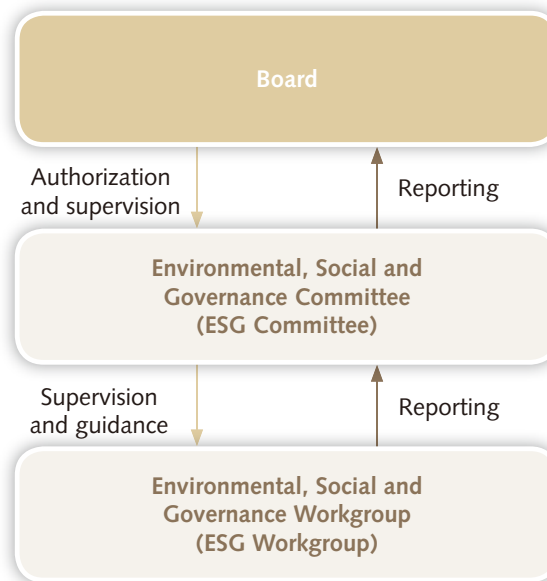 Board
Authorization
and supervision
Reporting
Environmental, Social and
Governance Committee
(ESG Committee)
Supervision
and guidance
Reporting
Environmental, Social and
Governance Workgroup
(ESG Workgroup)